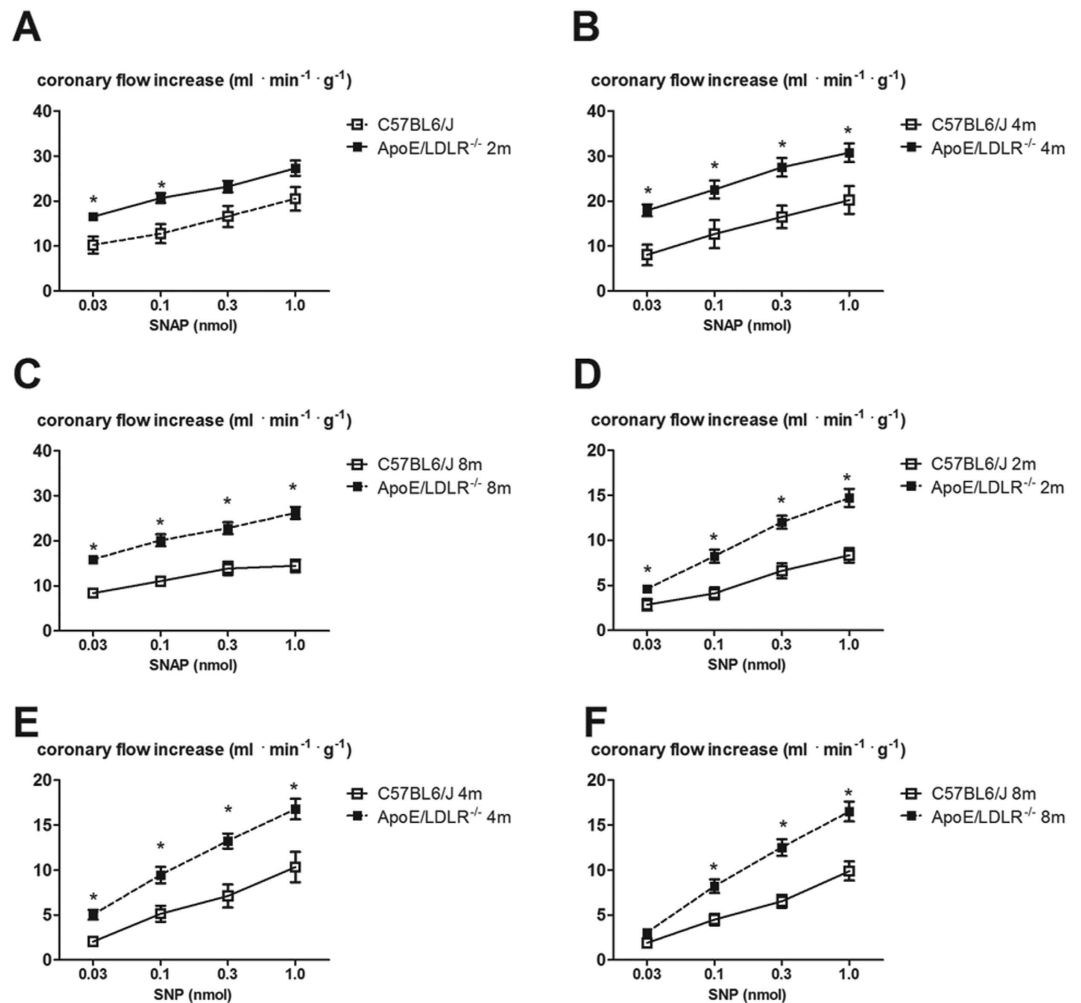 A
coronary flow increase (ml · min⁻¹ · g⁻¹)
40
30
20
10
0
0.03 0.1 0.3 1.0
SNAP (nmol)
C57BL6/J
ApoE/LDLR⁻/⁻ 2m
* *
B
coronary flow increase (ml · min⁻¹ · g⁻¹)
40
30
20
10
0
0.03 0.1 0.3 1.0
SNAP (nmol)
C57BL6/J 4m
ApoE/LDLR⁻/⁻ 4m
* * * *
C
coronary flow increase (ml · min⁻¹ · g⁻¹)
40
30
20
10
0
0.03 0.1 0.3 1.0
SNAP (nmol)
C57BL6/J 8m
ApoE/LDLR⁻/⁻ 8m
* * * *
D
coronary flow increase (ml · min⁻¹ · g⁻¹)
20
15
10
5
0
0.03 0.1 0.3 1.0
SNP (nmol)
C57BL6/J 2m
ApoE/LDLR⁻/⁻ 2m
* * * *
E
coronary flow increase (ml · min⁻¹ · g⁻¹)
20
15
10
5
0
0.03 0.1 0.3 1.0
SNP (nmol)
C57BL6/J 4m
ApoE/LDLR⁻/⁻ 4m
* * * *
F
coronary flow increase (ml · min⁻¹ · g⁻¹)
20
15
10
5
0
0.03 0.1 0.3 1.0
SNP (nmol)
C57BL6/J 8m
ApoE/LDLR⁻/⁻ 8m
* * *